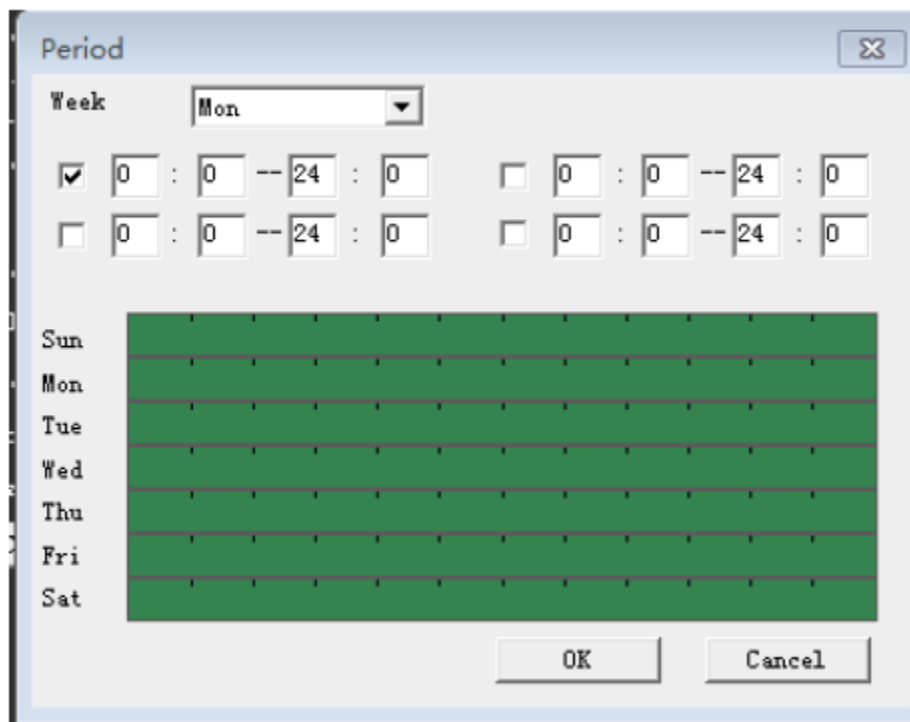 Period
Week Mon
0 : 0 -- 24 : 0 0 : 0 -- 24 : 0
0 : 0 -- 24 : 0 0 : 0 -- 24 : 0
Sun
Mon
Tue
Wed
Thu
Fri
Sat
OK Cancel